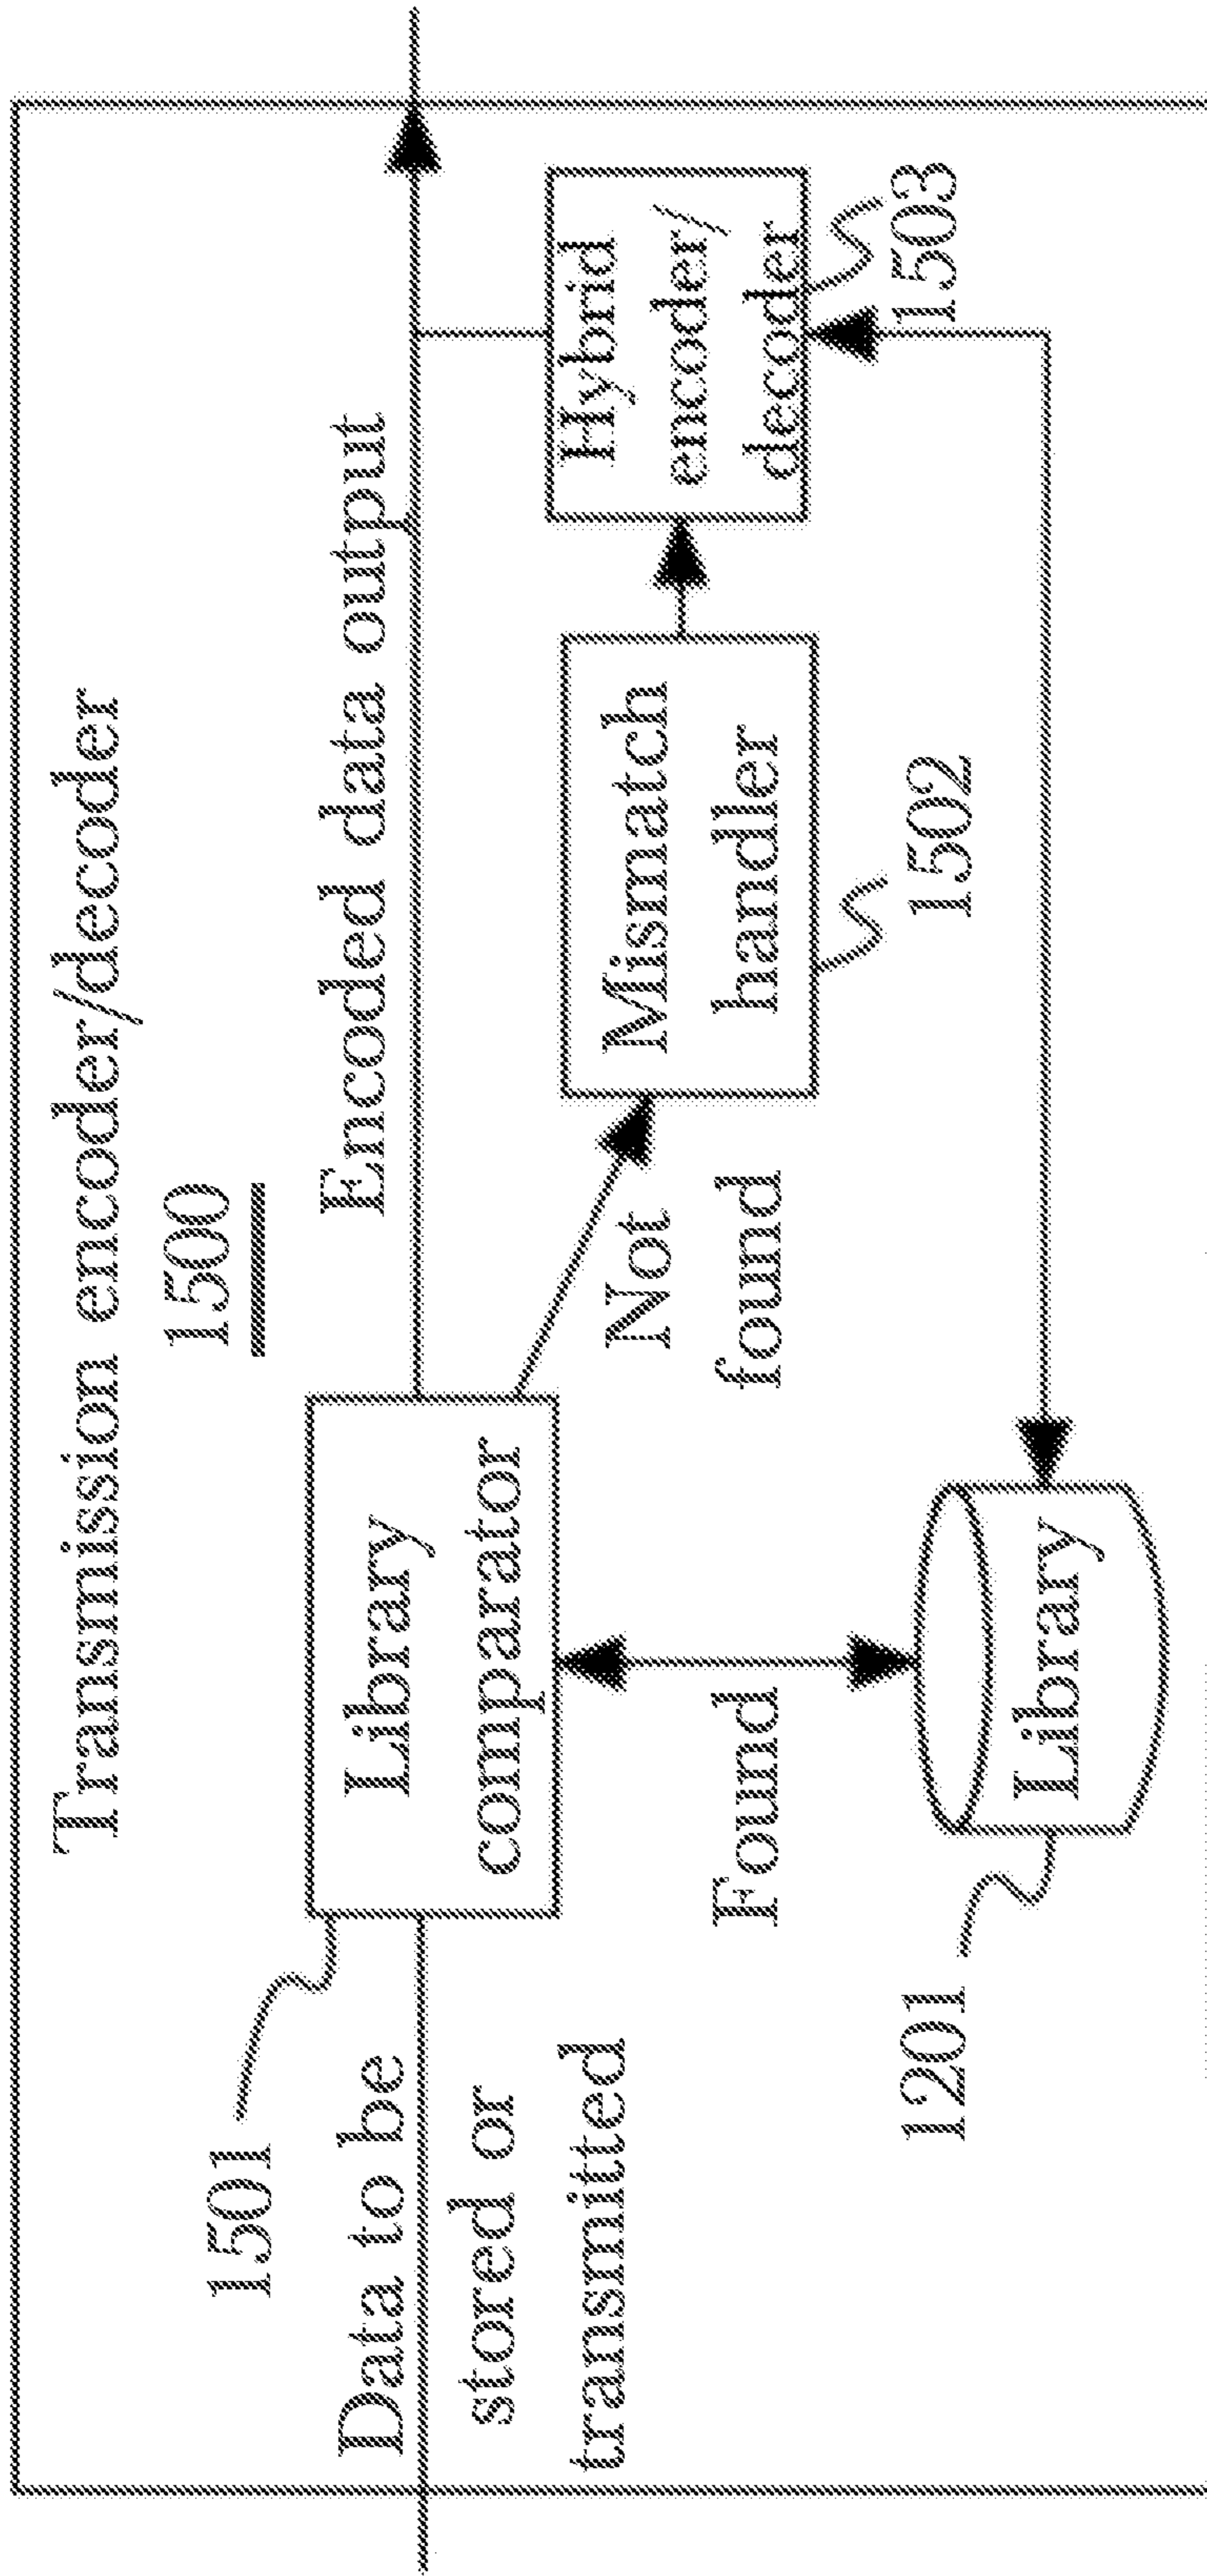 Transmission encoder/decoder
1500
1501
Data to be
stored or
transmitted
Library
comparator
Encoded data output
Not
found
Mismatch
handler
1502
Hybrid
encoder/
decoder
1503
Found
Library
1201